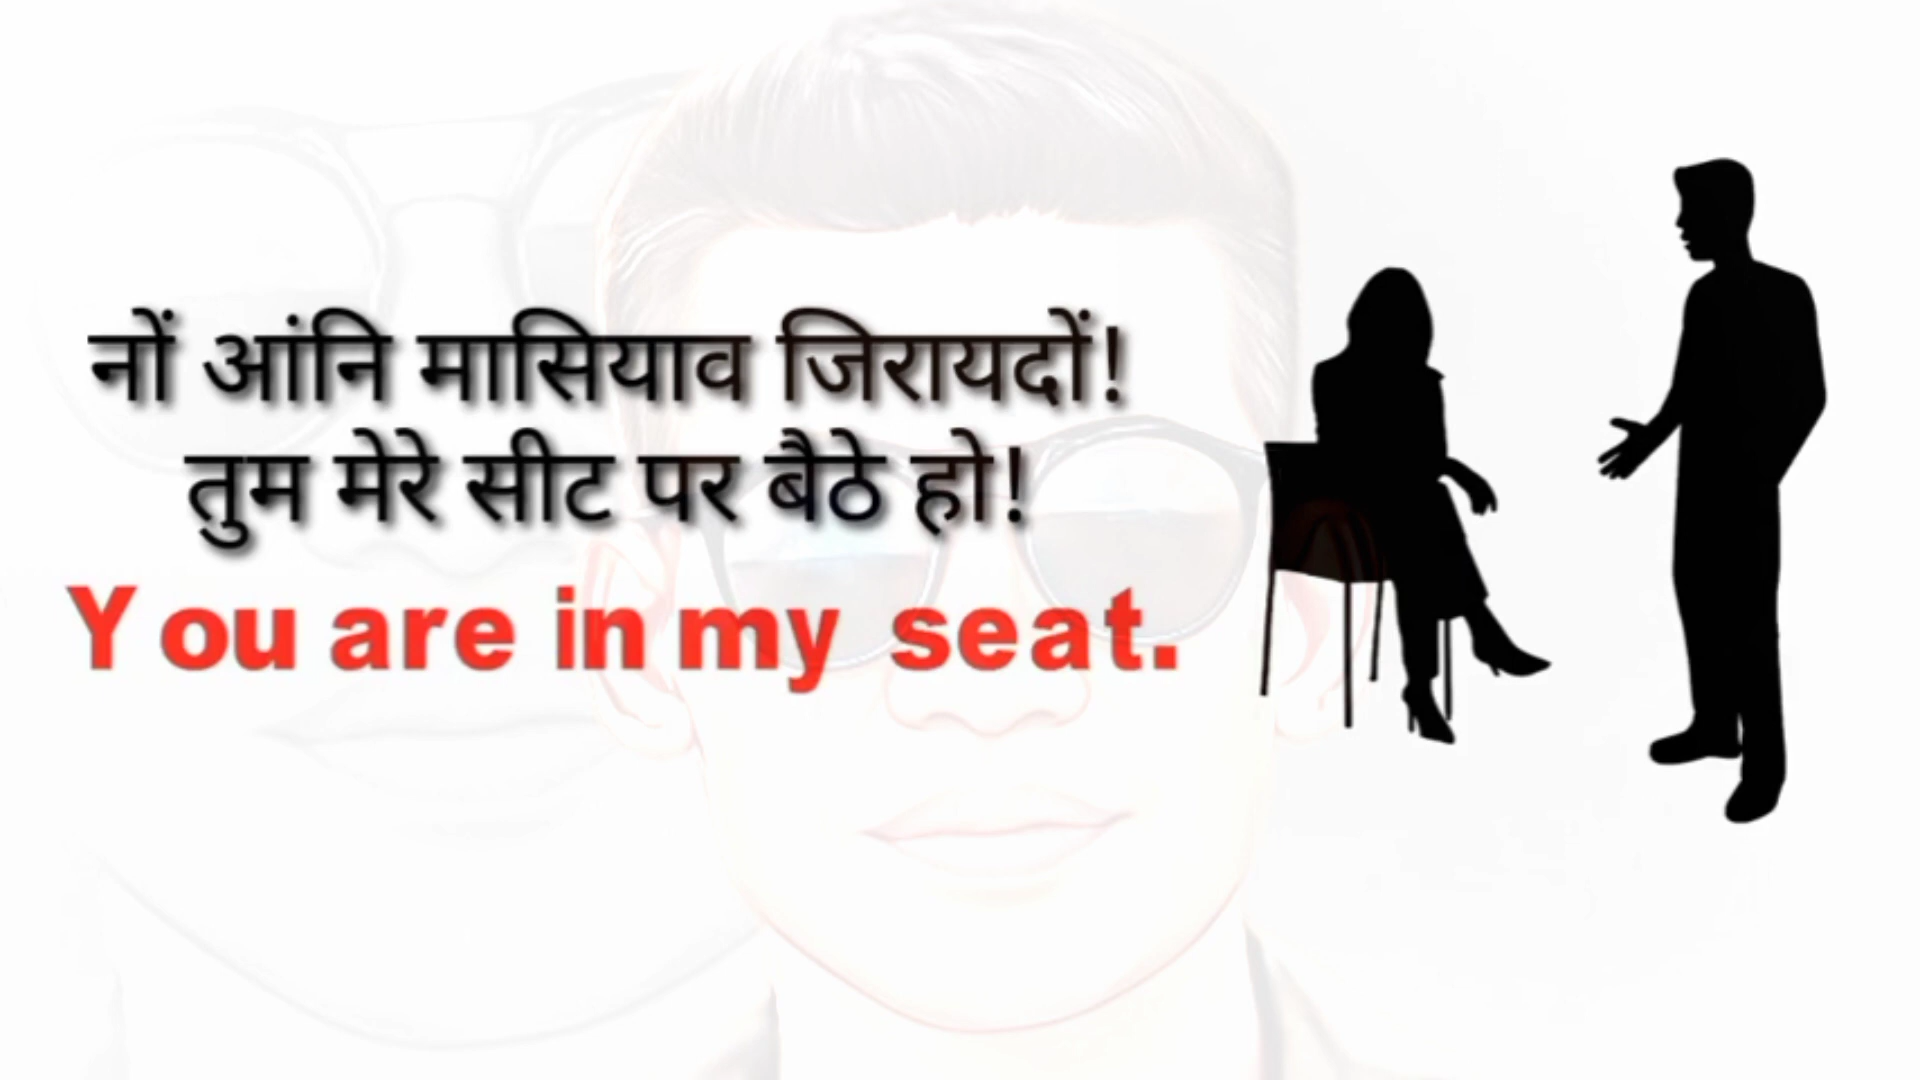 नों आंनि मासियाव जिरायदों!
तुम मेरे सीट पर बैठे हो!
You are in my seat.